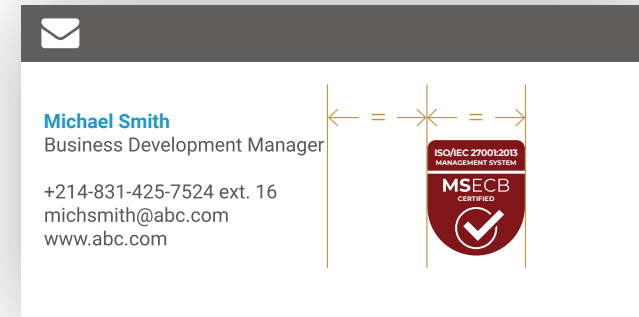 Michael Smith
Business Development Manager
+214-831-425-7524 ext. 16
michsmith@abc.com
www.abc.com
= =
ISO/IEC 27001:2013
MANAGEMENT SYSTEM
MSECB
CERTIFIED